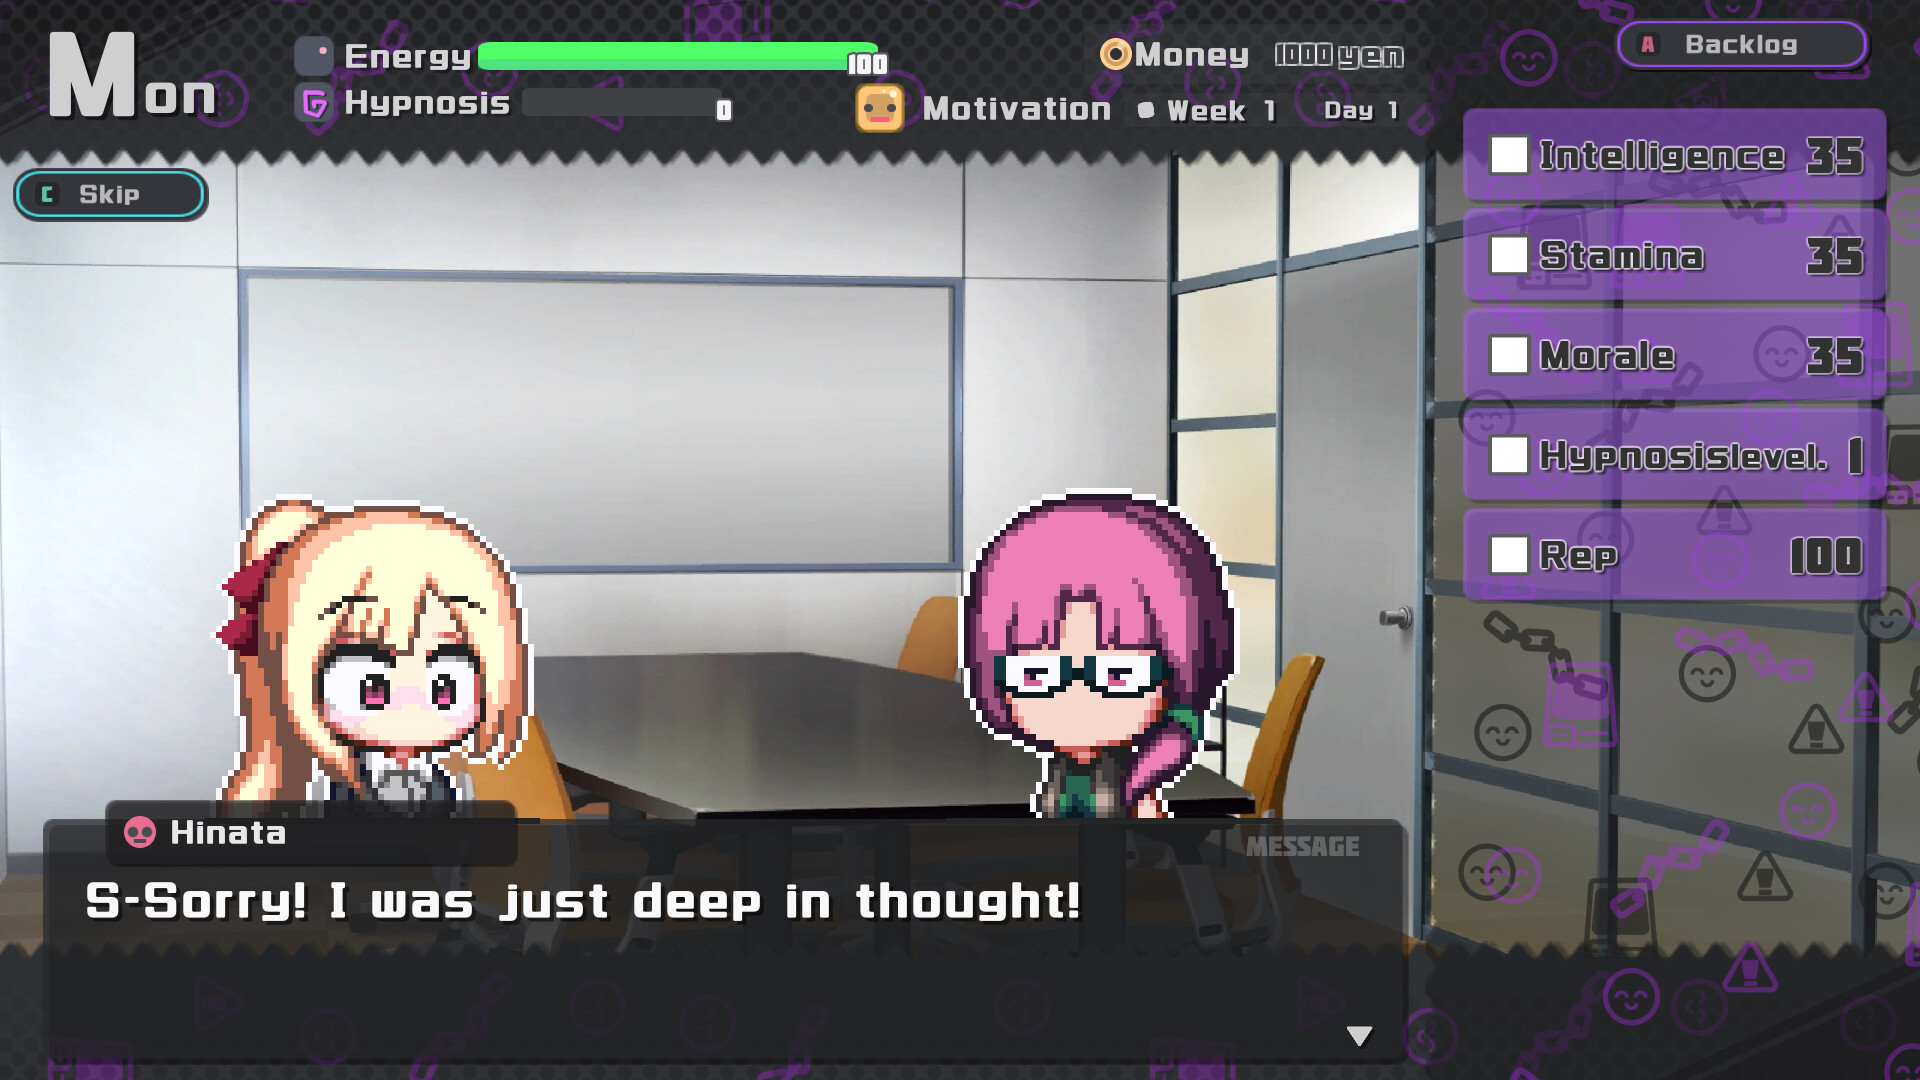 Mon
Energy 100
Hypnosis 0
Money 1000 yen
Motivation Week 1 Day 1
A Backlog
C Skip
Intelligence 35
Stamina 35
Morale 35
Hypnosislevel. 1
Rep 100
Hinata
MESSAGE
S-Sorry! I was just deep in thought!